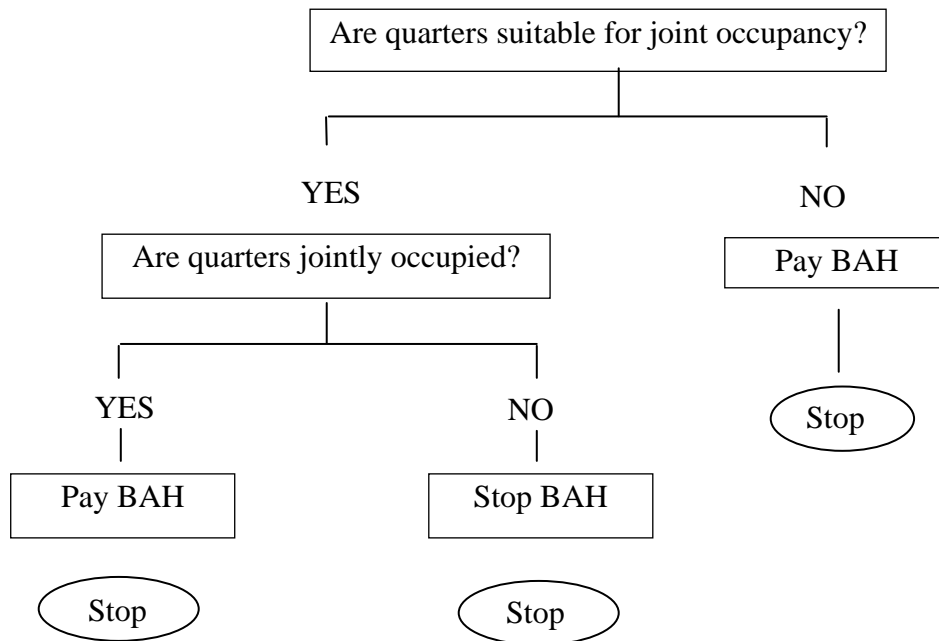 Are quarters suitable for joint occupancy?
YES
NO
Are quarters jointly occupied?
Pay BAH
YES
NO
Stop
Pay BAH
Stop BAH
Stop
Stop